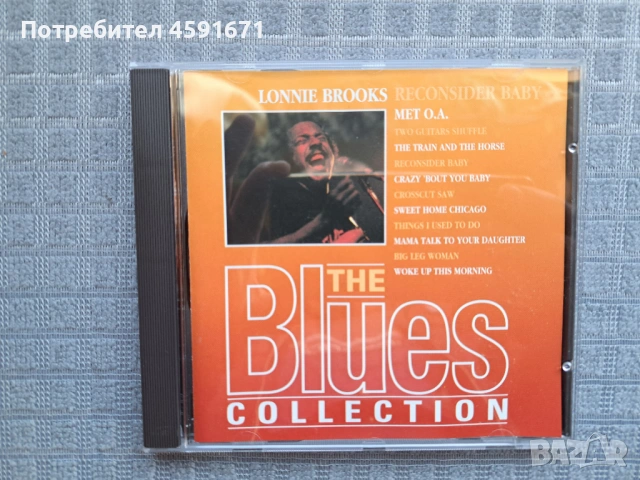 Потребител 4591671
LONNIE BROOKS RECONSIDER BABY
MET O.A.
TWO GUITARS SHUFFLE
THE TRAIN AND THE HORSE
RECONSIDER BABY
CRAZY 'BOUT YOU BABY
CROSSCUT SAW
SWEET HOME CHICAGO
THINGS I USED TO DO
MAMA TALK TO YOUR DAUGHTER
BIG LEG WOMAN
WOKE UP THIS MORNING
THE
Blues
COLLECTION
BAZAR